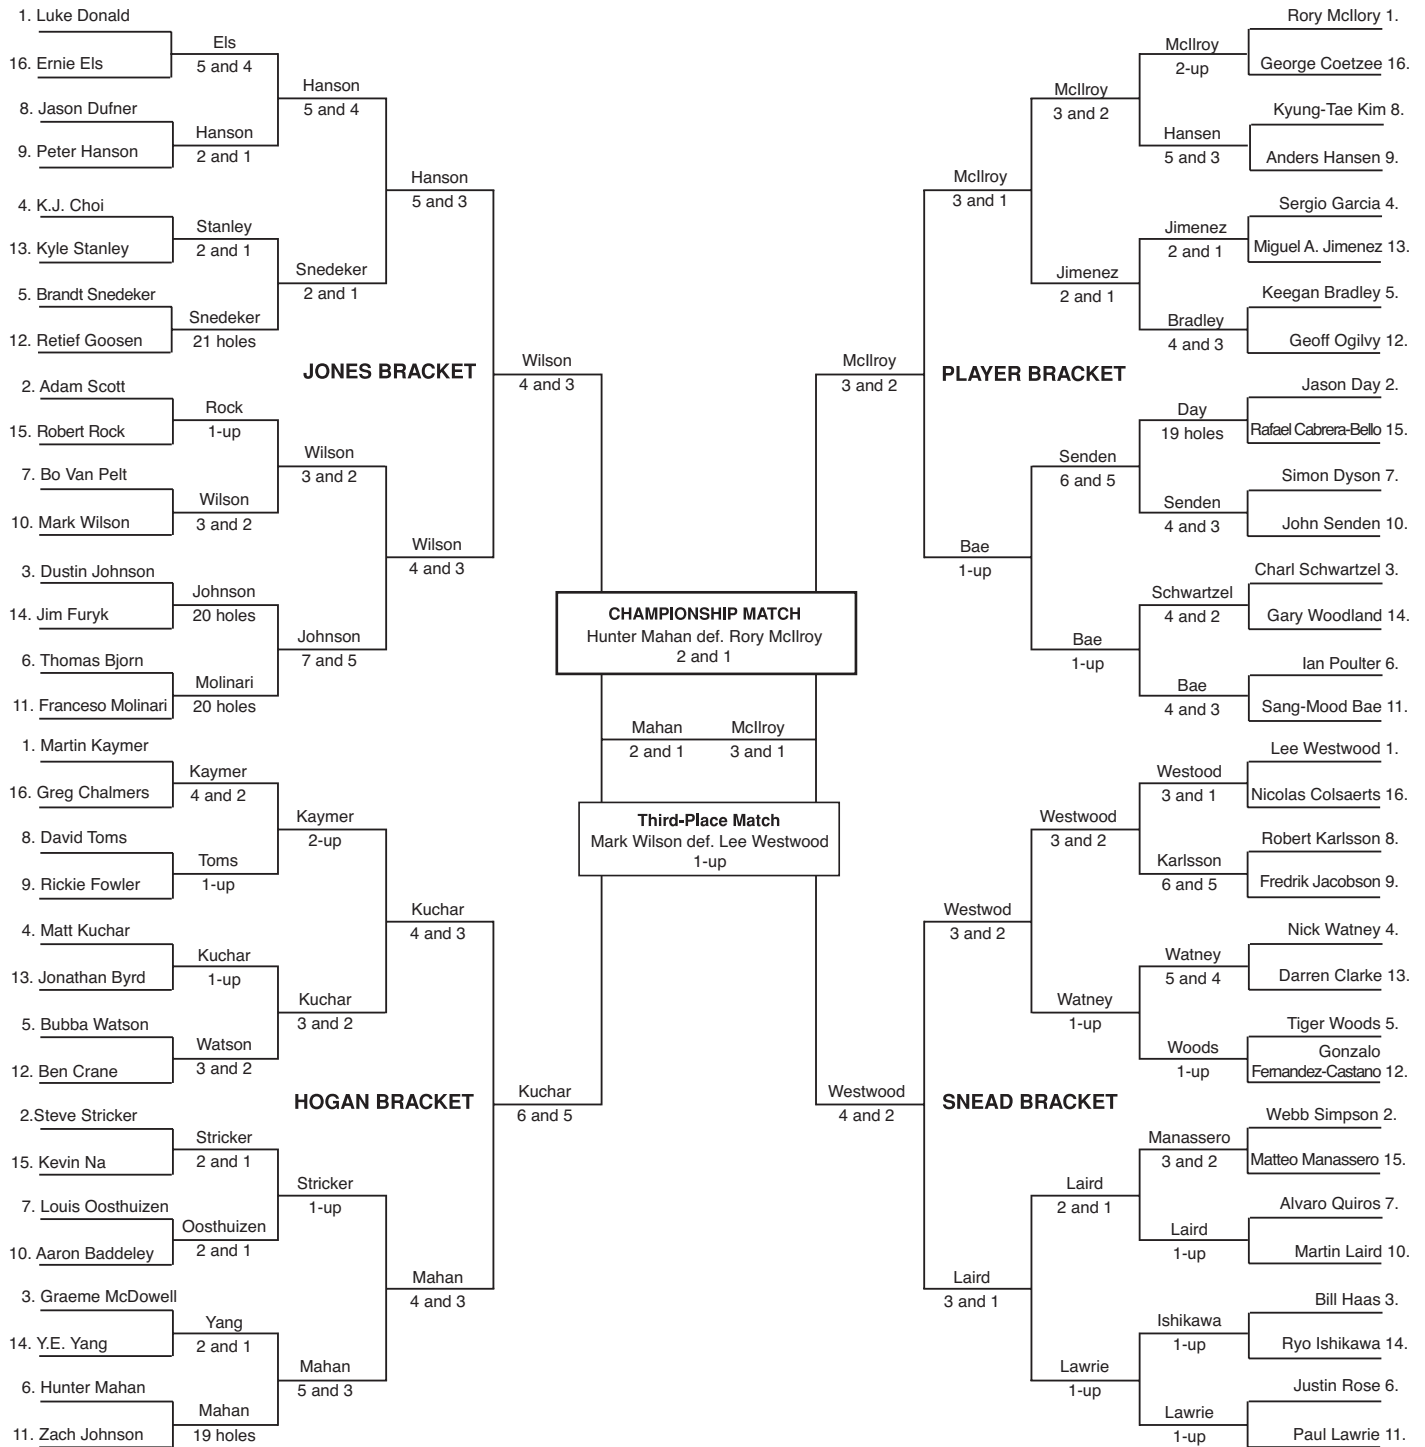 1. Luke Donald
16. Ernie Els
8. Jason Dufner
9. Peter Hanson
4. K.J. Choi
13. Kyle Stanley
5. Brandt Snedeker
12. Retief Goosen
2. Adam Scott
15. Robert Rock
7. Bo Van Pelt
10. Mark Wilson
3. Dustin Johnson
14. Jim Furyk
6. Thomas Bjorn
11. Franceso Molinari
Els
5 and 4
Hanson
2 and 1
Stanley
2 and 1
Snedeker
21 holes
Rock
1-up
Wilson
3 and 2
Johnson
20 holes
Molinari
20 holes
Hanson
5 and 4
Snedeker
2 and 1
Wilson
3 and 2
Johnson
7 and 5
Hanson
5 and 3
Wilson
4 and 3
JONES BRACKET
Wilson
4 and 3
1. Martin Kaymer
16. Greg Chalmers
8. David Toms
9. Rickie Fowler
4. Matt Kuchar
13. Jonathan Byrd
5. Bubba Watson
12. Ben Crane
2.Steve Stricker
15. Kevin Na
7. Louis Oosthuizen
10. Aaron Baddeley
3. Graeme McDowell
14. Y.E. Yang
6. Hunter Mahan
11. Zach Johnson
Kaymer
4 and 2
Toms
1-up
Kuchar
1-up
Watson
3 and 2
Stricker
2 and 1
Oosthuizen
2 and 1
Yang
2 and 1
Mahan
19 holes
Kaymer
2-up
Kuchar
3 and 2
Stricker
1-up
Mahan
5 and 3
Kuchar
4 and 3
Mahan
4 and 3
HOGAN BRACKET
Kuchar
6 and 5
CHAMPIONSHIP MATCH
Hunter Mahan def. Rory McIlroy
2 and 1
Mahan
2 and 1
McIlroy
3 and 1
Third-Place Match
Mark Wilson def. Lee Westwood
1-up
Rory McIlory 1.
George Coetzee 16.
Kyung-Tae Kim 8.
Anders Hansen 9.
Sergio Garcia 4.
Miguel A. Jimenez 13.
Keegan Bradley 5.
Geoff Ogilvy 12.
Jason Day 2.
Rafael Cabrera-Bello 15.
Simon Dyson 7.
John Senden 10.
Charl Schwartzel 3.
Gary Woodland 14.
Ian Poulter 6.
Sang-Mood Bae 11.
McIlroy
2-up
Hansen
5 and 3
Jimenez
2 and 1
Bradley
4 and 3
Day
19 holes
Senden
4 and 3
Schwartzel
4 and 2
Bae
4 and 3
McIlroy
3 and 2
Jimenez
2 and 1
Senden
6 and 5
Bae
1-up
McIlroy
3 and 1
Bae
1-up
PLAYER BRACKET
McIlroy
3 and 2
Lee Westwood 1.
Nicolas Colsaerts 16.
Robert Karlsson 8.
Fredrik Jacobson 9.
Nick Watney 4.
Darren Clarke 13.
Tiger Woods 5.
Gonzalo
Fernandez-Castano 12.
Webb Simpson 2.
Matteo Manassero 15.
Alvaro Quiros 7.
Martin Laird 10.
Bill Haas 3.
Ryo Ishikawa 14.
Justin Rose 6.
Paul Lawrie 11.
Westood
3 and 1
Karlsson
6 and 5
Watney
5 and 4
Woods
1-up
Manassero
3 and 2
Laird
1-up
Ishikawa
1-up
Lawrie
1-up
Westwood
3 and 2
Watney
1-up
Laird
2 and 1
Lawrie
1-up
Westwod
3 and 2
Laird
3 and 1
SNEAD BRACKET
Westwood
4 and 2